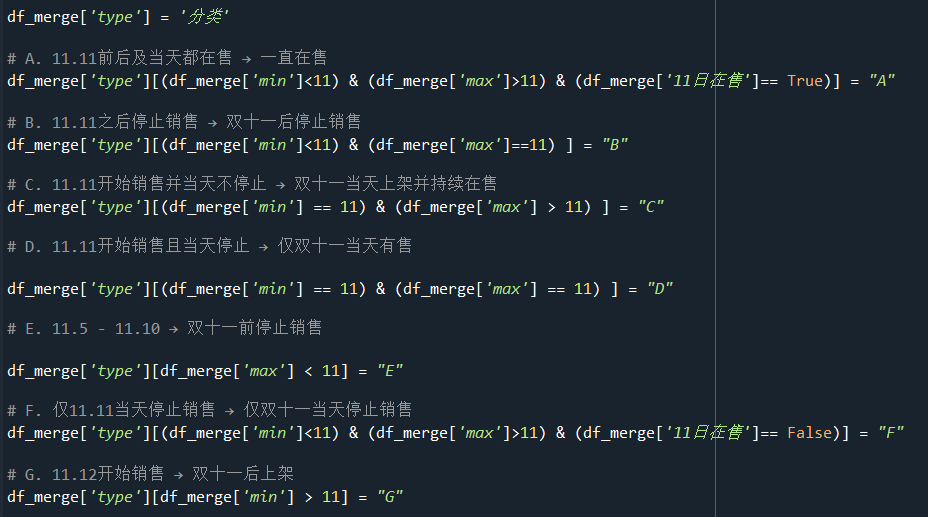 df_merge['type'] = '分类'
# A. 11.11前后及当天都在售 → 一直在售
df_merge['type'][(df_merge['min']<11) & (df_merge['max']>11) & (df_merge['11日在售']== True)] = "A"
# B. 11.11之后停止销售 → 双十一后停止销售
df_merge['type'][(df_merge['min']<11) & (df_merge['max']==11) ] = "B"
# C. 11.11开始销售并当天不停止 → 双十一当天上架并持续在售
df_merge['type'][(df_merge['min'] == 11) & (df_merge['max'] > 11) ] = "C"
# D. 11.11开始销售且当天停止 → 仅双十一当天有售
df_merge['type'][(df_merge['min'] == 11) & (df_merge['max'] == 11) ] = "D"
# E. 11.5 - 11.10 → 双十一前停止销售
df_merge['type'][df_merge['max'] < 11] = "E"
# F. 仅11.11当天停止销售 → 仅双十一当天停止销售
df_merge['type'][(df_merge['min']<11) & (df_merge['max']>11) & (df_merge['11日在售']== False)] = "F"
# G. 11.12开始销售 → 双十一后上架
df_merge['type'][df_merge['min'] > 11] = "G"